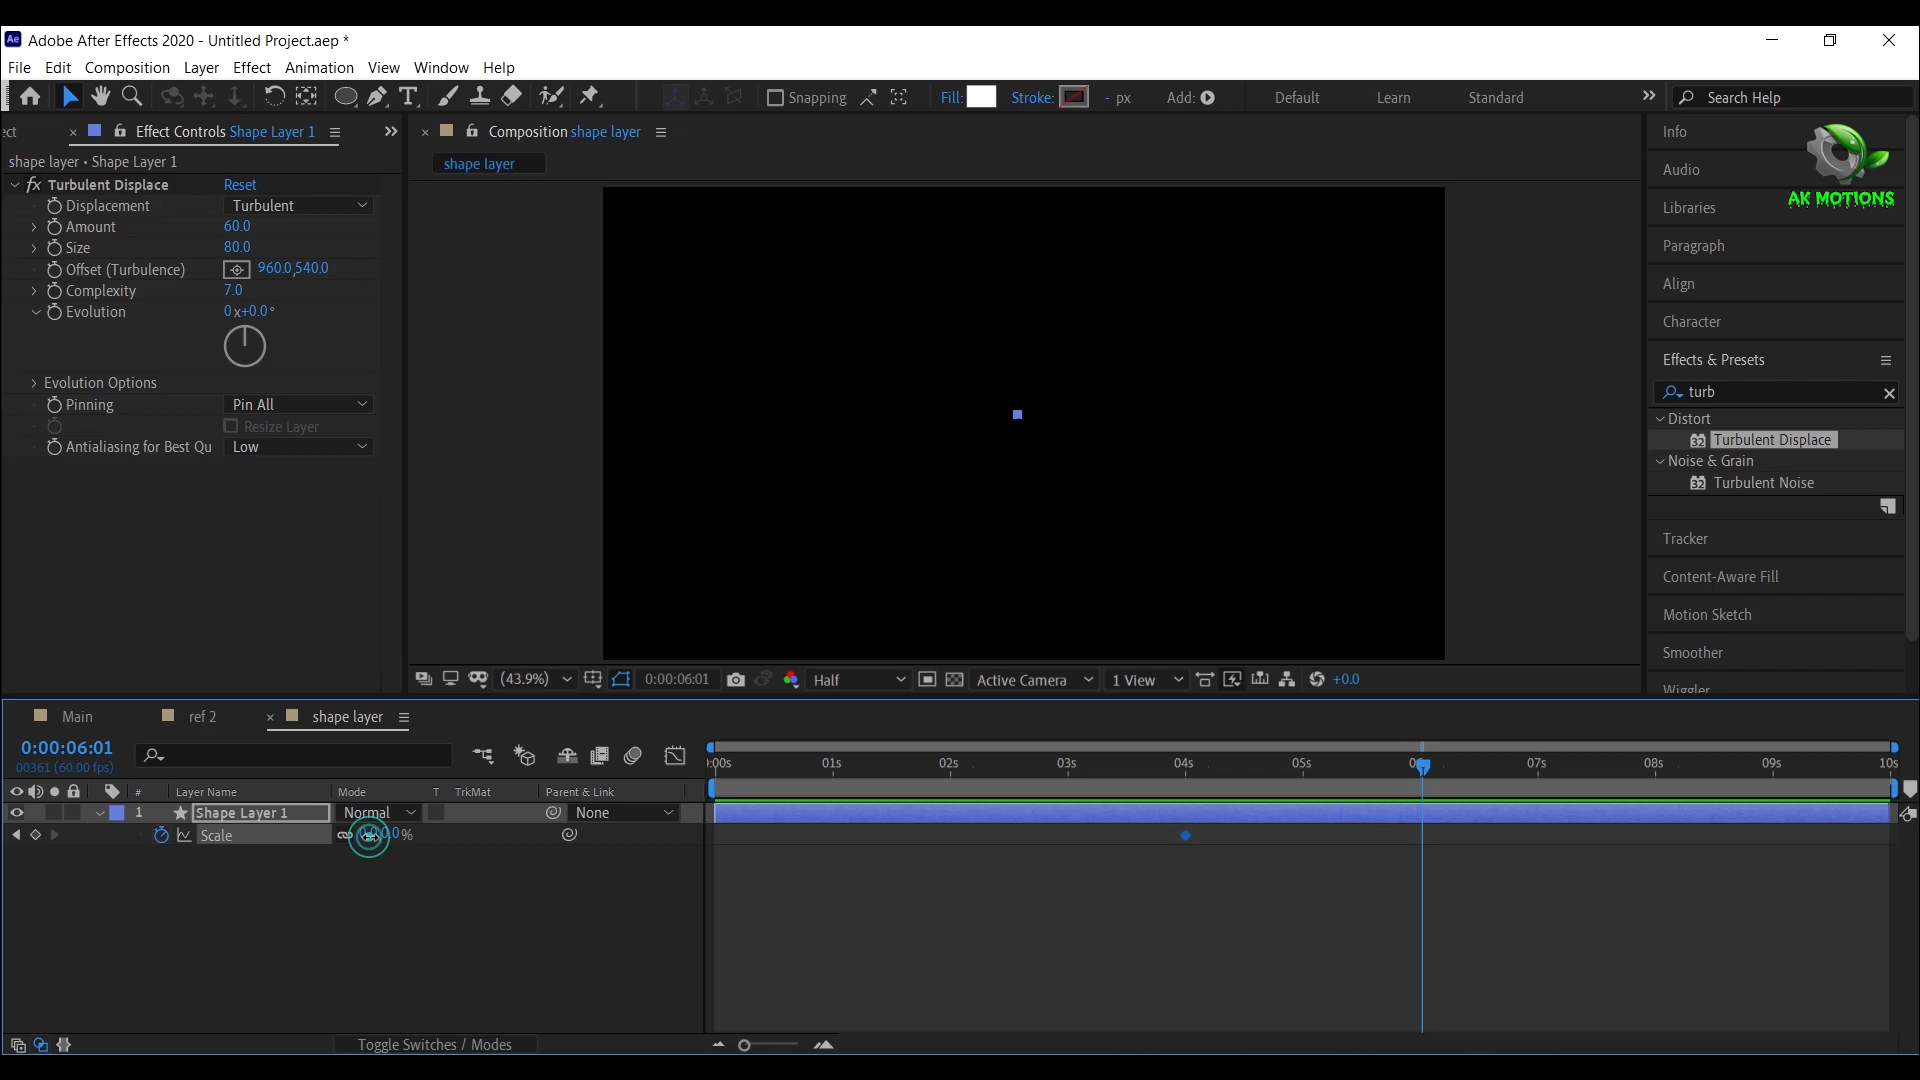 Adobe After Effects 2020 - Untitled Project.aep *
File Edit Composition Layer Effect Animation View Window Help
Snapping Fill: Stroke: - px Add: Default Learn Standard Search Help
ect Effect Controls Shape Layer 1
shape layer • Shape Layer 1
fx Turbulent Displace Reset
Displacement Turbulent
Amount 60.0
Size 80.0
Offset (Turbulence) 960.0,540.0
Complexity 7.0
Evolution 0x+0.0°
Evolution Options
Pinning Pin All
Resize Layer
Antialiasing for Best Qu Low
Composition shape layer
shape layer
(43.9%) 0:00:06:01 Half Active Camera 1 View +0.0
Info
Audio
Libraries
Paragraph
Align
Character
Effects & Presets
turb
Distort
32 Turbulent Displace
Noise & Grain
32 Turbulent Noise
Tracker
Content-Aware Fill
Motion Sketch
Smoother
Wiggler
AK MOTIONS
Main ref 2 shape layer
0:00:06:01
00361 (60.00 fps)
:00s 01s 02s 03s 04s 05s 07s 08s 09s 10s
# Layer Name Mode T TrkMat Parent & Link
1 Shape Layer 1 Normal None
Scale %
Toggle Switches / Modes